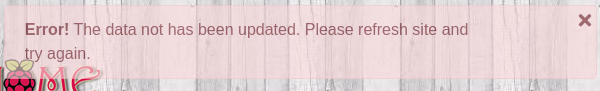 Error! The data not has been updated. Please refresh site and
try again.